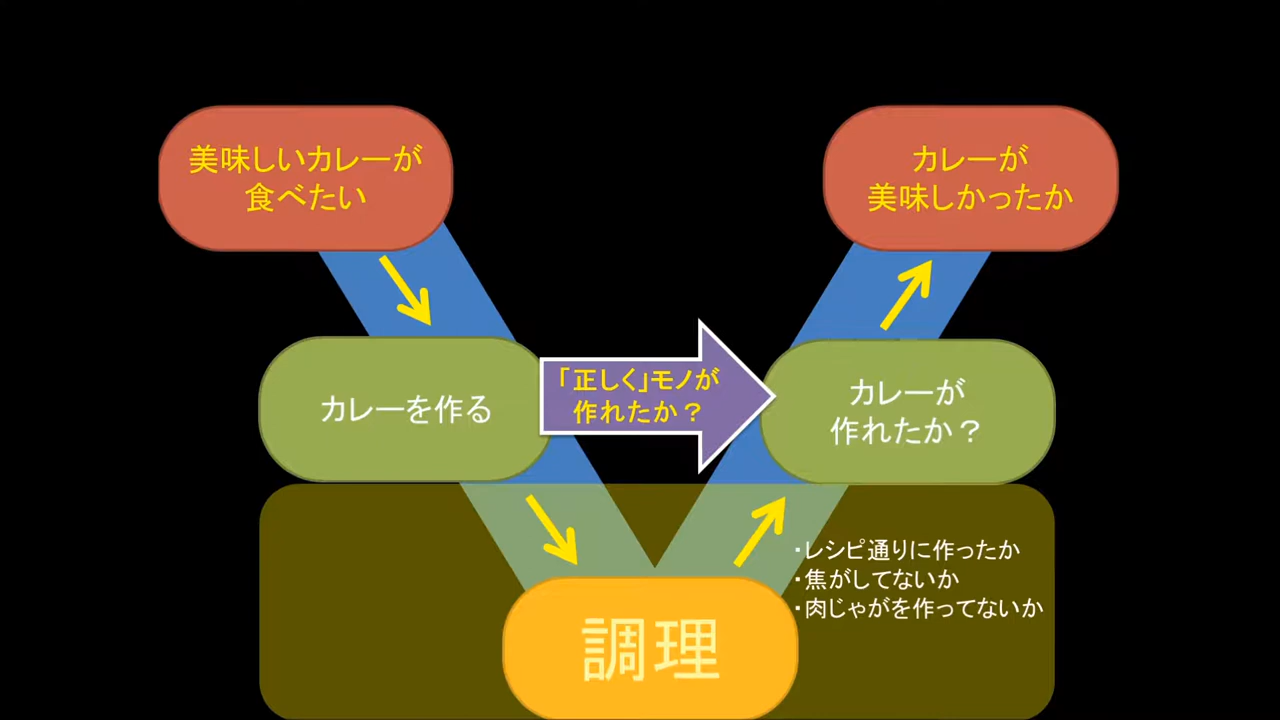 美味しいカレーが
食べたい
カレーが
美味しかったか
カレーを作る
「正しく」モノが
作れたか？
カレーが
作れたか？
・レシピ通りに作ったか
・焦がしてないか
・肉じゃがを作ってないか
調理